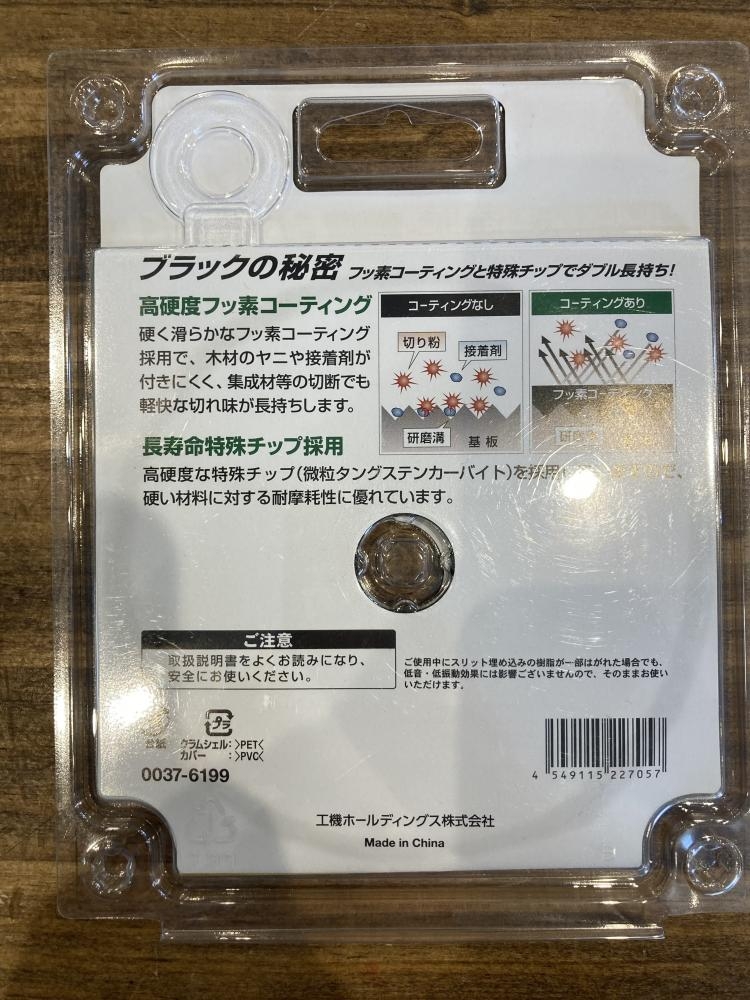 ブラックの秘密 フッ素コーティングと特殊チップでダブル長持ち!
高硬度フッ素コーティング
硬く滑らかなフッ素コーティング
採用で、木材のヤニや接着剤が
付きにくく、集成材等の切断でも
軽快な切れ味が長持ちします。
コーティングなし
切り粉
接着剤
研磨溝
基板
コーティングあり
フッ素コーティング
長寿命特殊チップ採用
高硬度な特殊チップ(微粒タングステンカーバイト)を採用
硬い材料に対する耐摩耗性に優れています。
ご注意
取扱説明書をよくお読みになり、
安全にお使いください。
ご使用中にスリット埋め込みの樹脂が一部はがれた場合でも、
低音・低振動効果には影響ございませんので、そのままお使い
いただけます。
台紙
プラ
クラムシェル:>PET<
カバー :>PVC<
0037-6199
4 549115 227057
工機ホールディングス株式会社
Made in China